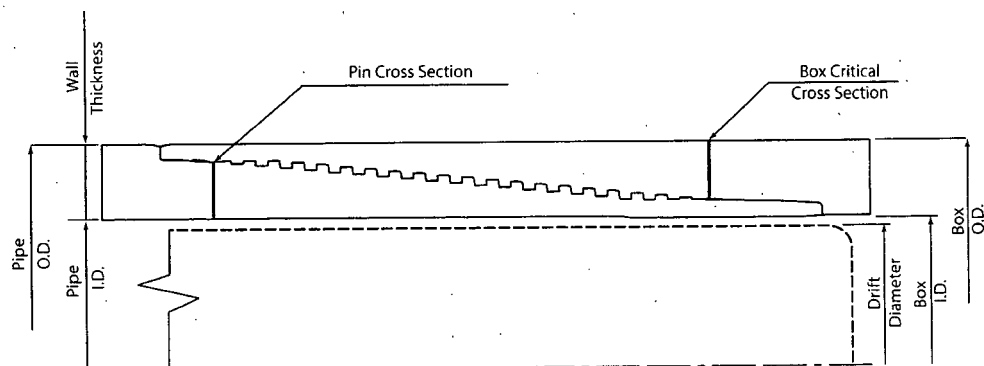 Wall
Thickness
Pin Cross Section
Box Critical
Cross Section
Pipe
O.D.
Pipe
I.D.
Drift
Diameter
Box
I.D.
Box
O.D.